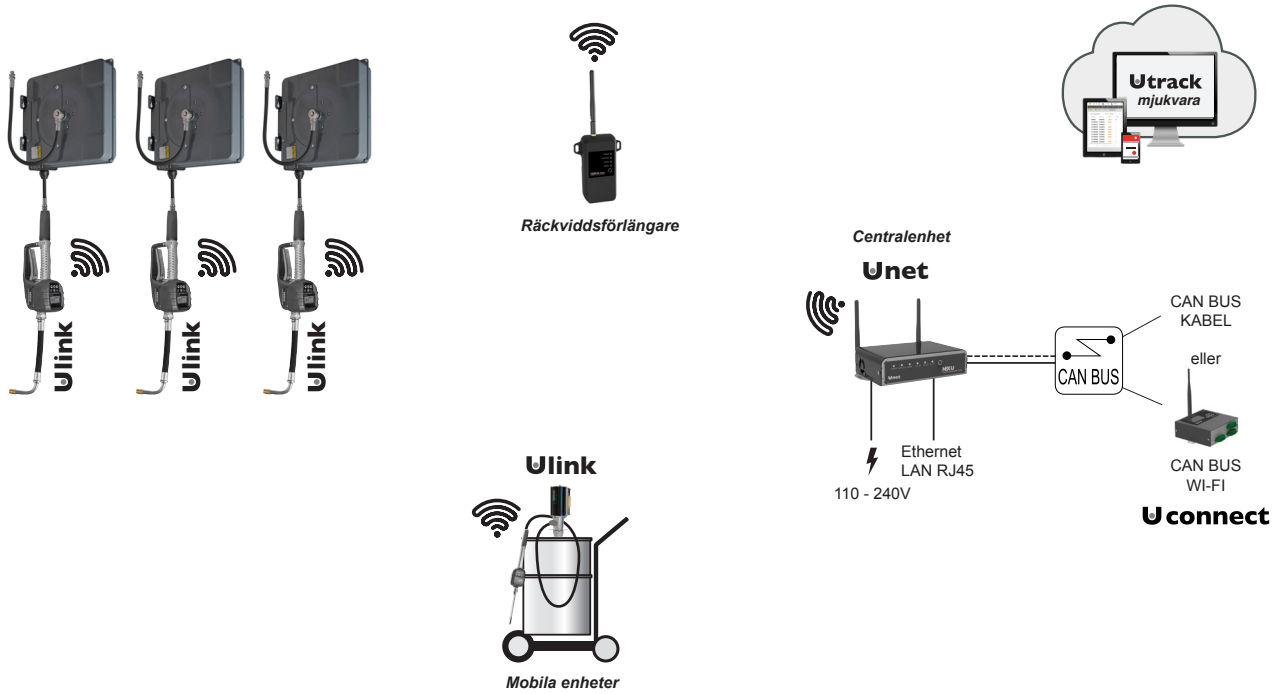 Utrack
mjukvara
Räckviddsförlängare
Centralenhet
Unet
Ulink
Ulink
Ulink
CAN BUS
KABEL
eller
CAN BUS
Unet
Ethernet
LAN RJ45
110 - 240V
CAN BUS
WI-FI
Uconnect
Ulink
Mobila enheter